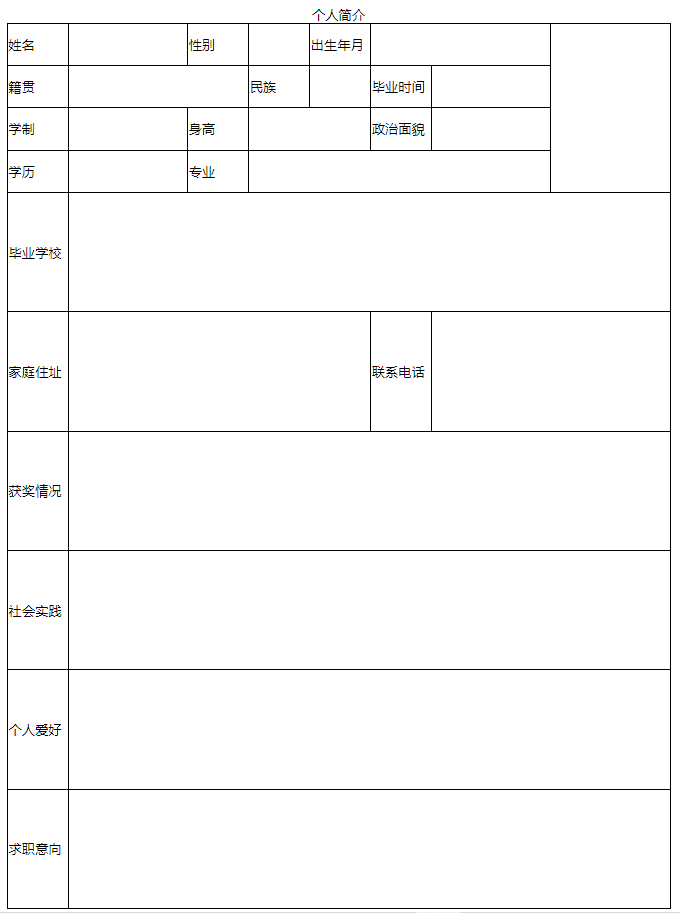 个人简介
姓名 性别 出生年月
籍贯 民族 毕业时间
学制 身高 政治面貌
学历 专业
毕业学校
家庭住址 联系电话
获奖情况
社会实践
个人爱好
求职意向